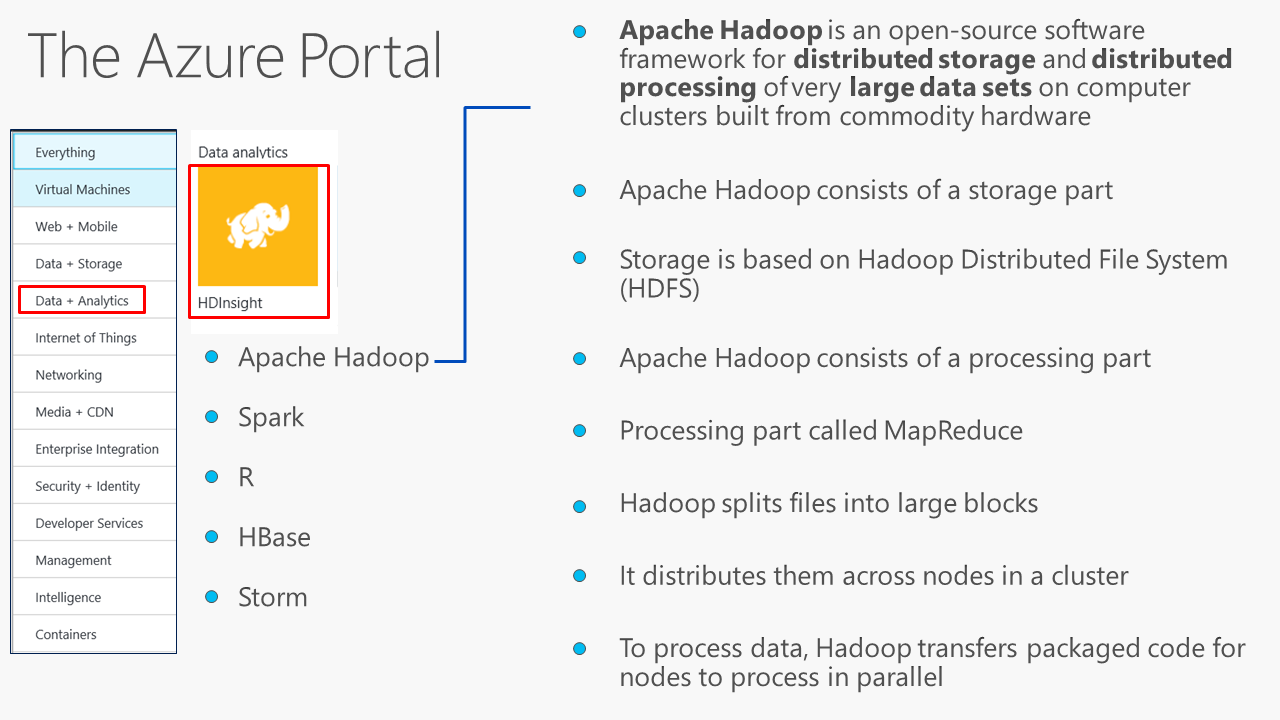 The Azure Portal
Everything
Virtual Machines
Web + Mobile
Data + Storage
Data + Analytics
Internet of Things
Networking
Media + CDN
Enterprise Integration
Security + Identity
Developer Services
Management
Intelligence
Containers
Data analytics
HDInsight
Apache Hadoop
Spark
R
HBase
Storm
Apache Hadoop is an open-source software
framework for distributed storage and distributed
processing of very large data sets on computer
clusters built from commodity hardware
Apache Hadoop consists of a storage part
Storage is based on Hadoop Distributed File System
(HDFS)
Apache Hadoop consists of a processing part
Processing part called MapReduce
Hadoop splits files into large blocks
It distributes them across nodes in a cluster
To process data, Hadoop transfers packaged code for
nodes to process in parallel